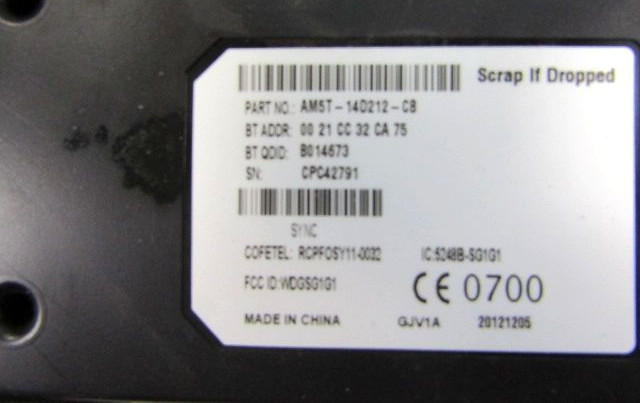 Scrap If Dropped
PART NO.: AM5T-14D212-CB
BT ADDR: 00 21 CC 32 CA 75
BT QDID: B014673
SN: CPC42791
SYNC
COFETEL: RCPFOSY11-0032 IC:5248B-SG1G1
FCC ID:WDGSG1G1
CE 0700
MADE IN CHINA GJV1A 20121205